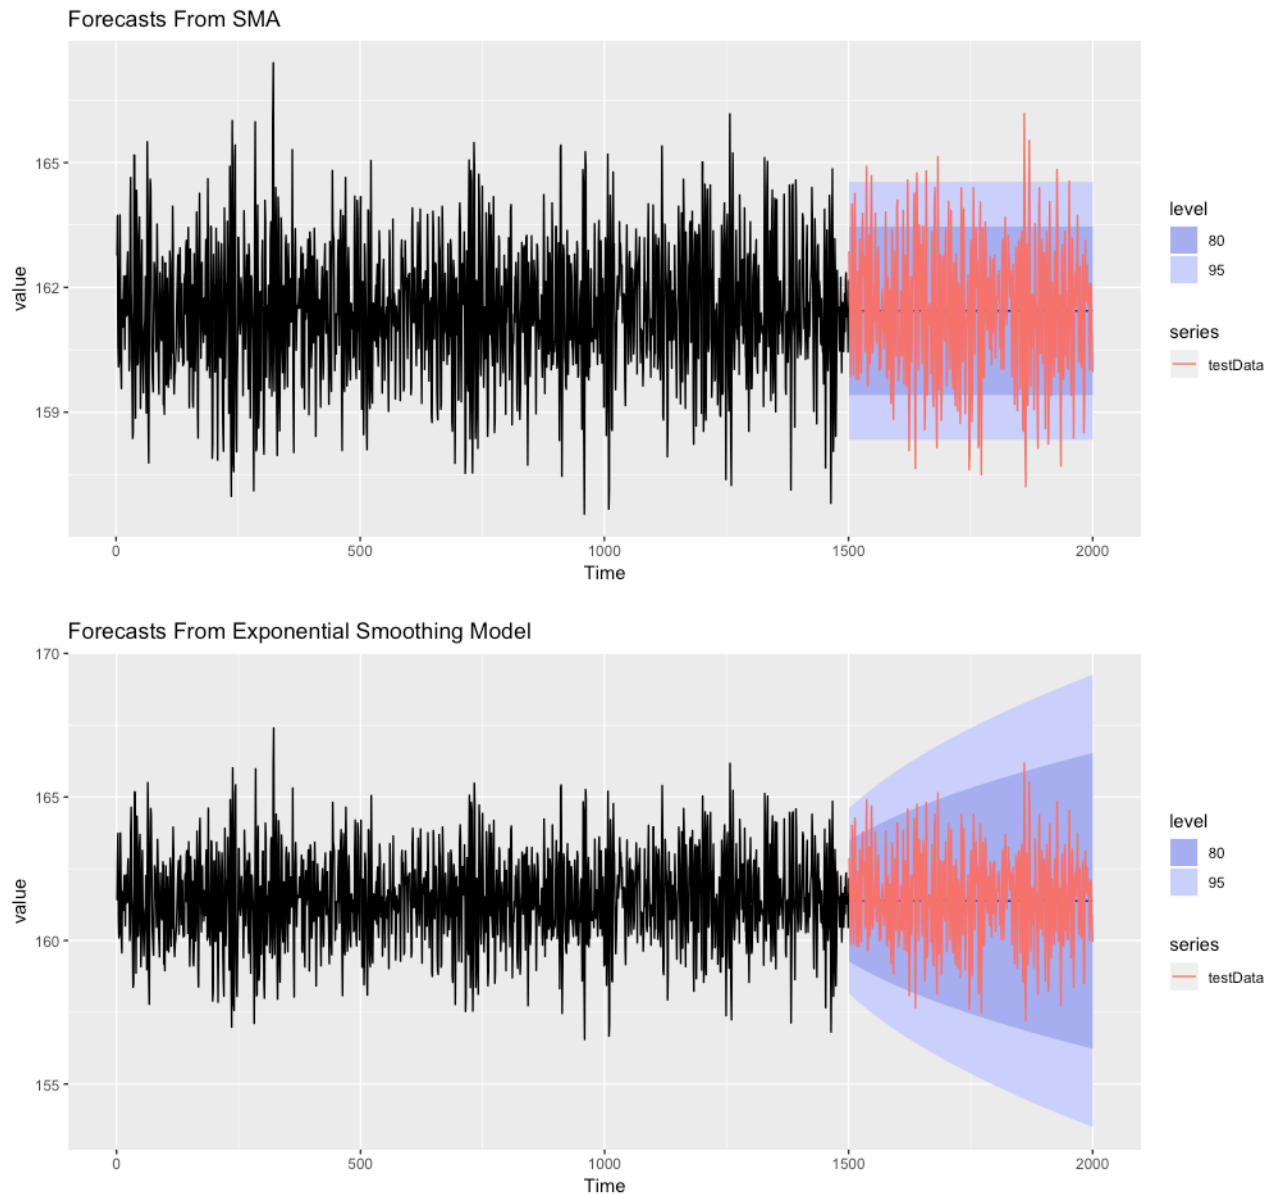 Forecasts From SMA
165
162
159
value
0
500
1000
1500
2000
Time
level
80
95
series
testData
Forecasts From Exponential Smoothing Model
170
165
160
155
value
0
500
1000
1500
2000
Time
level
80
95
series
testData